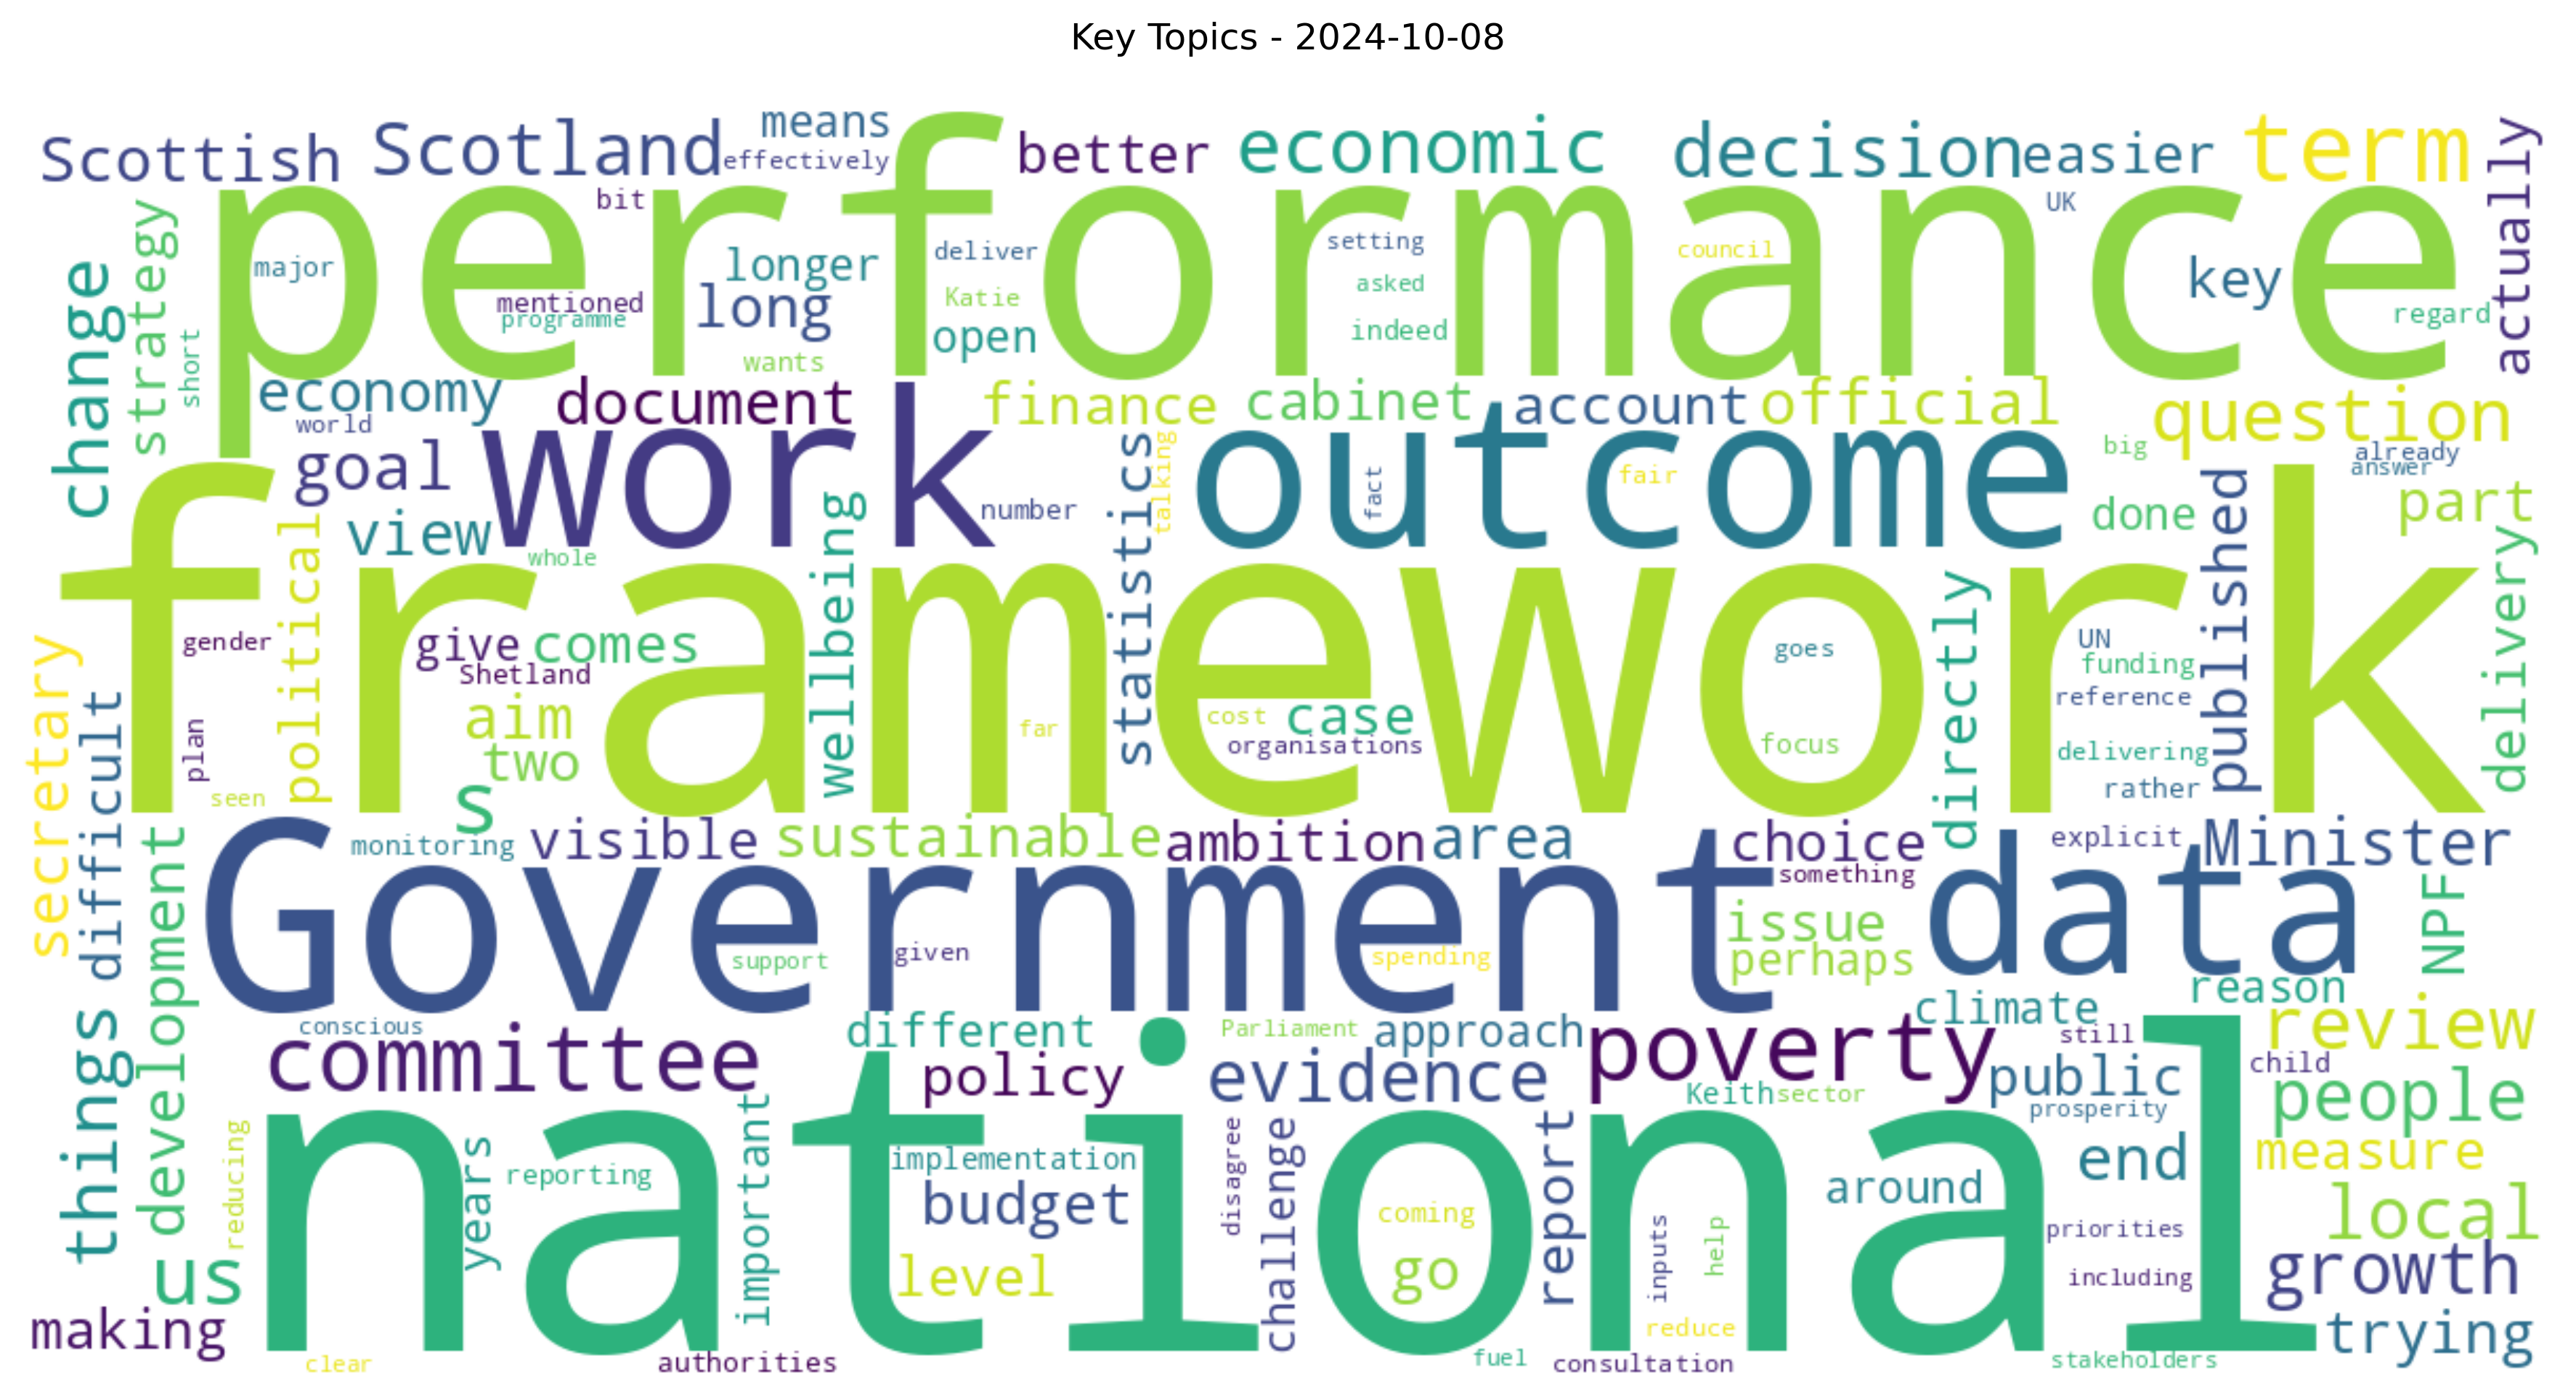 Key Topics - 2024-10-08
Scottish
Scotland
means
effectively
better
economic
decision
easier
term
actually
performance
bit
UK
change
strategy
short
major
mentioned
programme
longer
long
wants
deliver
Katie
open
setting
asked
indeed
council
key
regard
economy
world
document
finance
cabinet
account
official
question
goal
work
number
statistics
talking
outcome
fact
fair
big
already
answer
view
whole
done
published
part
framework
secretary
difficult
gender
plan
seen
political
give
comes
Shetland
aim
two
s
wellbeing
far
cost
case
organisations
goes
focus
directly
UN
funding
reference
delivering
rather
delivery
monitoring
visible
sustainable
ambition
area
choice
something
explicit
Minister
Government
development
support
given
spending
issue
perhaps
data
NPF
reason
climate
things
conscious
committee
different
policy
Parliament
approach
evidence
poverty
Keith
sector
public
still
review
child
people
prosperity
national
reducing
years
reporting
important
implementation
budget
level
disagree
challenge
coming
go
report
inputs
help
reduce
around
end
measure
priorities
including
local
growth
us
making
trying
clear
authorities
fuel
consultation
stakeholders